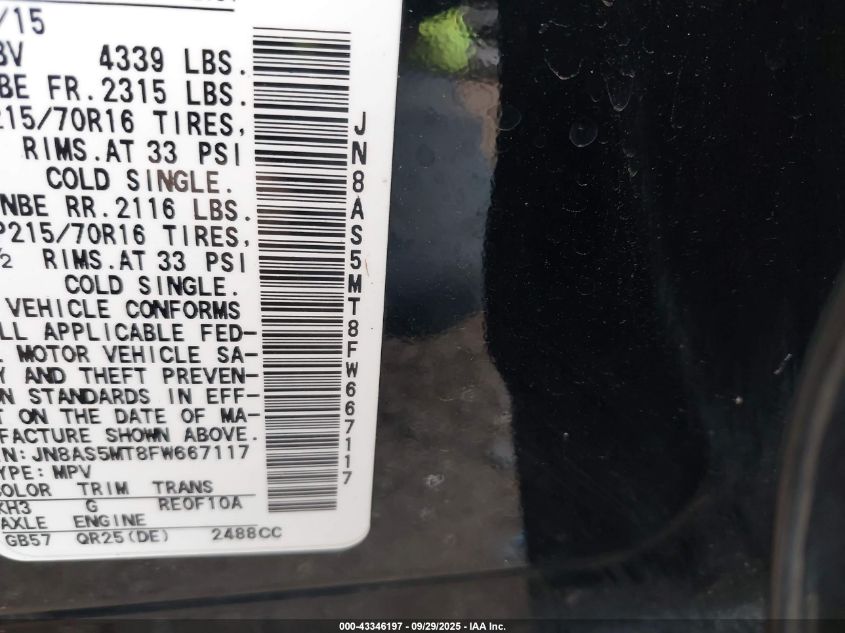 /15
4339 LBS.
FR.2315 LBS.
215/70R16 TIRES,
RIMS.AT 33 PSI
COLD SINGLE.
RR.2116 LBS.
P215/70R16 TIRES,
1/2 RIMS.AT 33 PSI
COLD SINGLE.
VEHICLE CONFORMS
LL APPLICABLE FED-
MOTOR VEHICLE SA-
AND THEFT PREVEN-
STANDARDS IN EFF-
ON THE DATE OF MA-
FACTURE SHOWN ABOVE.
IN: JN8AS5MT8FW667117
YPE: MPV
COLOR TRIM TRANS
KH3 G RE0F10A
AXLE ENGINE
GB57 QR25(DE) 2488CC
JN8AS5MT8FW667117
000-43346197 - 09/29/2025 - IAA Inc.